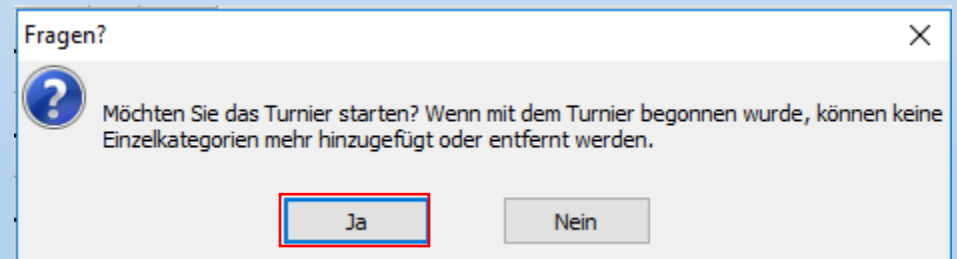 Fragen?
Möchten Sie das Turnier starten? Wenn mit dem Turnier begonnen wurde, können keine
Einzelkategorien mehr hinzugefügt oder entfernt werden.
Ja
Nein